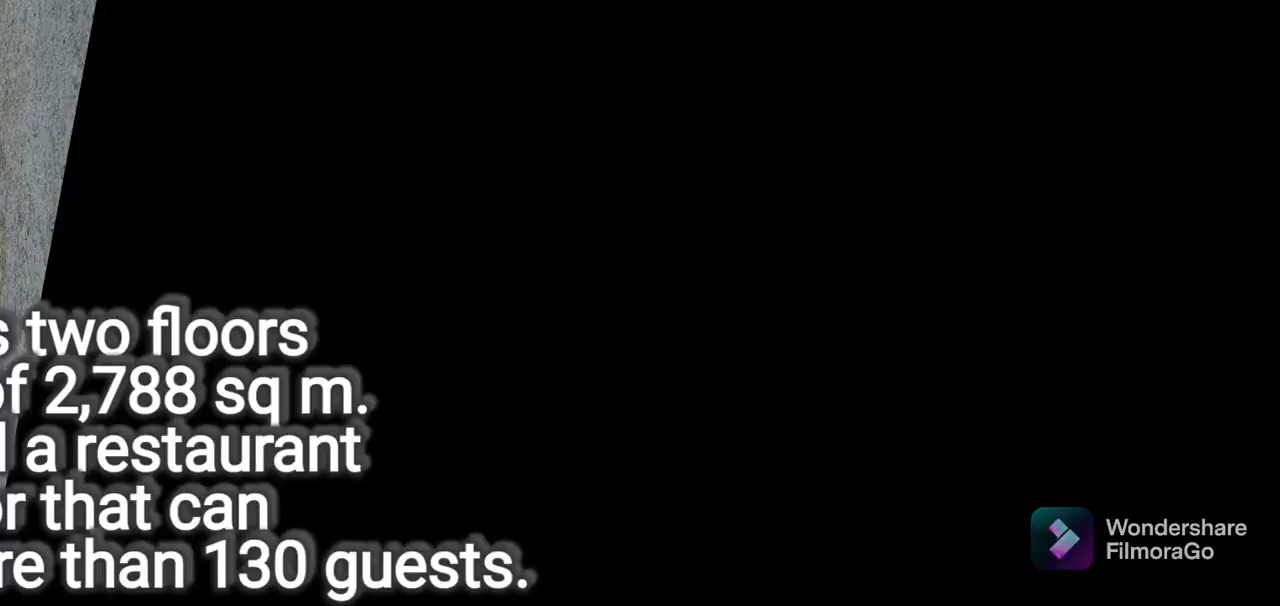 s two floors
of 2,788 sq m.
a restaurant
or that can
re than 130 guests.
Wondershare
FilmoraGo